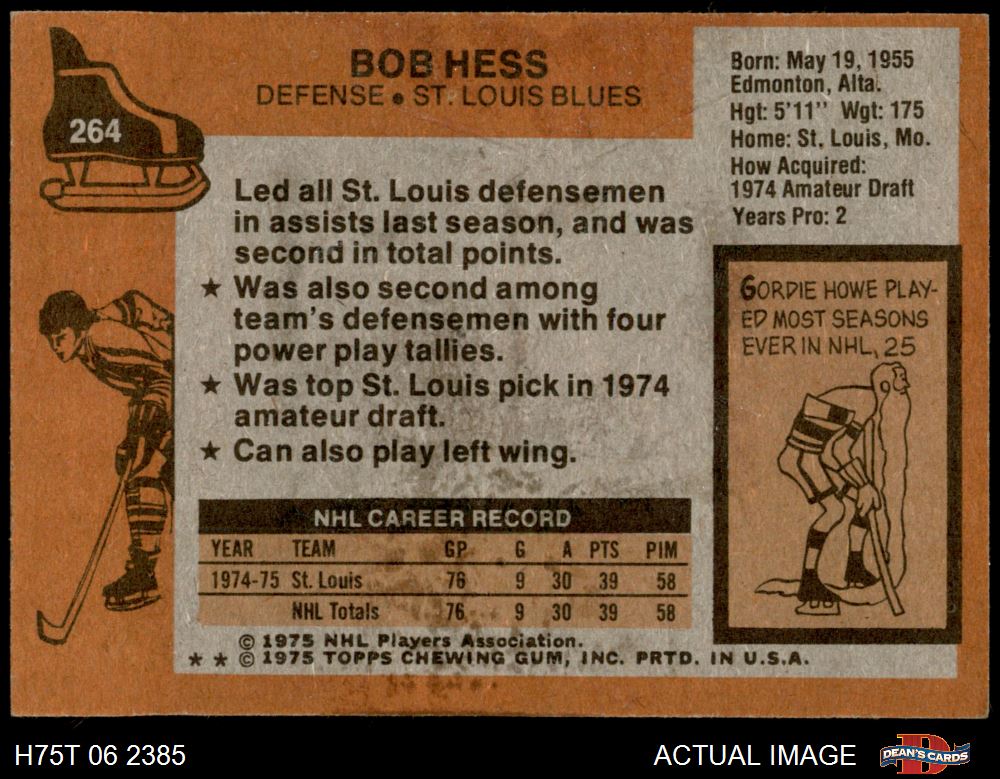 264
BOB HESS
DEFENSE • ST. LOUIS BLUES
Born: May 19, 1955
Edmonton, Alta.
Hgt: 5'11'' Wgt: 175
Home: St. Louis, Mo.
How Acquired:
1974 Amateur Draft
Years Pro: 2
Led all St. Louis defensemen
in assists last season, and was
second in total points.
★ Was also second among
team's defensemen with four
power play tallies.
★ Was top St. Louis pick in 1974
amateur draft.
★ Can also play left wing.
GORDIE HOWE PLAY-
ED MOST SEASONS
EVER IN NHL, 25
NHL CAREER RECORD
YEAR TEAM GP G A PTS PIM
1974-75 St. Louis 76 9 30 39 58
NHL Totals 76 9 30 39 58
© 1975 NHL Players Association.
★ ★ © 1975 TOPPS CHEWING GUM, INC. PRTD. IN U.S.A.
H75T 06 2385
ACTUAL IMAGE
DEAN'S CARDS